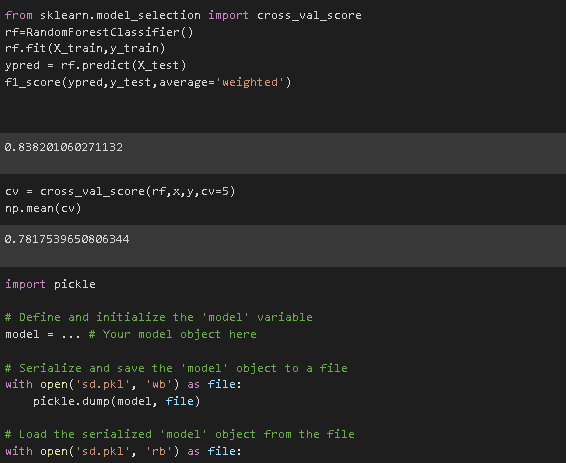 from sklearn.model_selection import cross_val_score
rf=RandomForestClassifier()
rf.fit(X_train,y_train)
ypred = rf.predict(X_test)
f1_score(ypred,y_test,average='weighted')
0.838201060271132
cv = cross_val_score(rf,x,y,cv=5)
np.mean(cv)
0.7817539650806344
import pickle
# Define and initialize the 'model' variable
model = ... # Your model object here
# Serialize and save the 'model' object to a file
with open('sd.pkl', 'wb') as file:
    pickle.dump(model, file)
# Load the serialized 'model' object from the file
with open('sd.pkl', 'rb') as file: